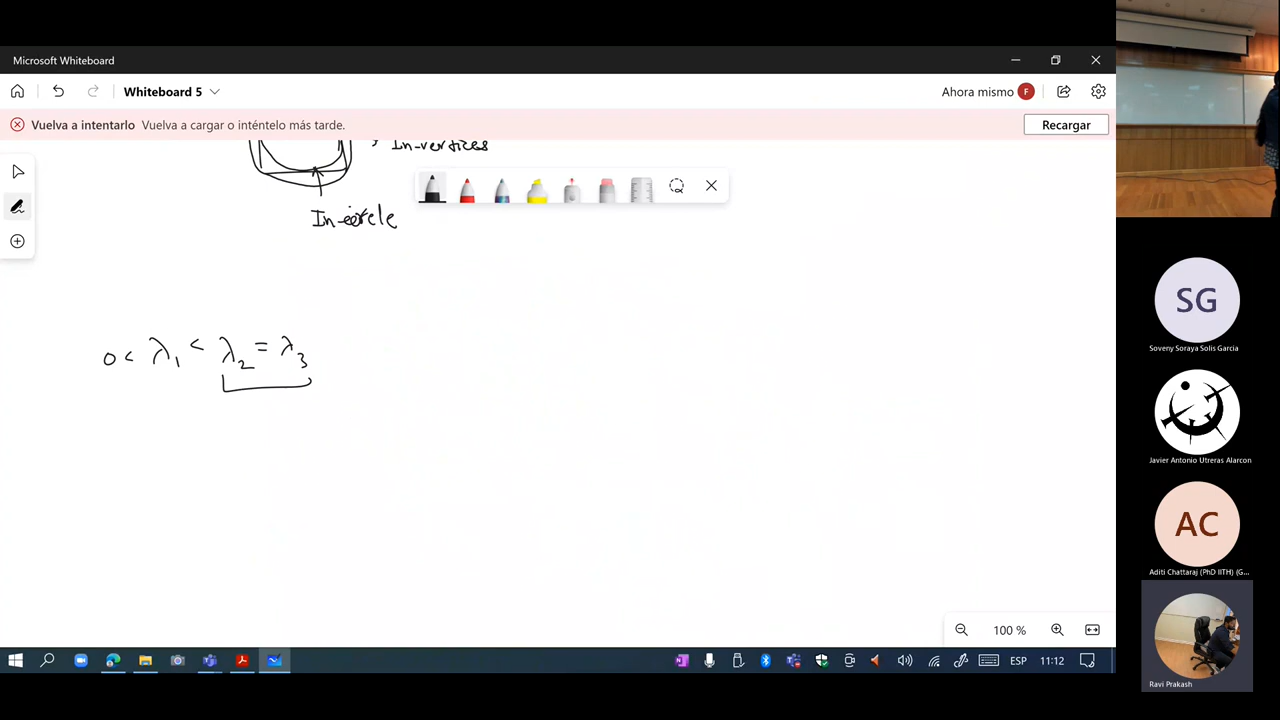 Microsoft Whiteboard
Whiteboard 5
Ahora mismo F
Vuelva a intentarlo Vuelva a cargar o inténtelo más tarde.
Recargar
In-vertices
In-circle
0 < λ₁ < λ₂ = λ₃
SG
Soveny Soraya Solis Garcia
Javier Antonio Utreras Alarcon
AC
Aditi Chattaraj (PhD IITH) (G...
Ravi Prakash
100 %
ESP
11:12